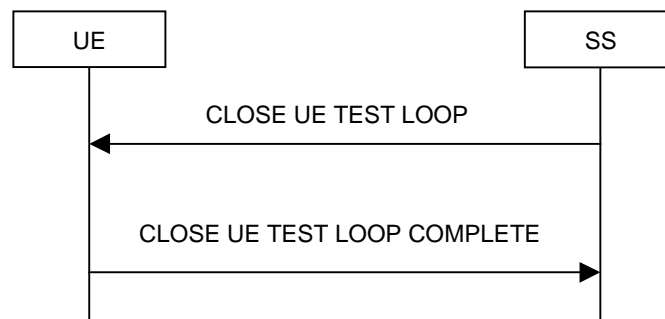 UE
SS
CLOSE UE TEST LOOP
CLOSE UE TEST LOOP COMPLETE